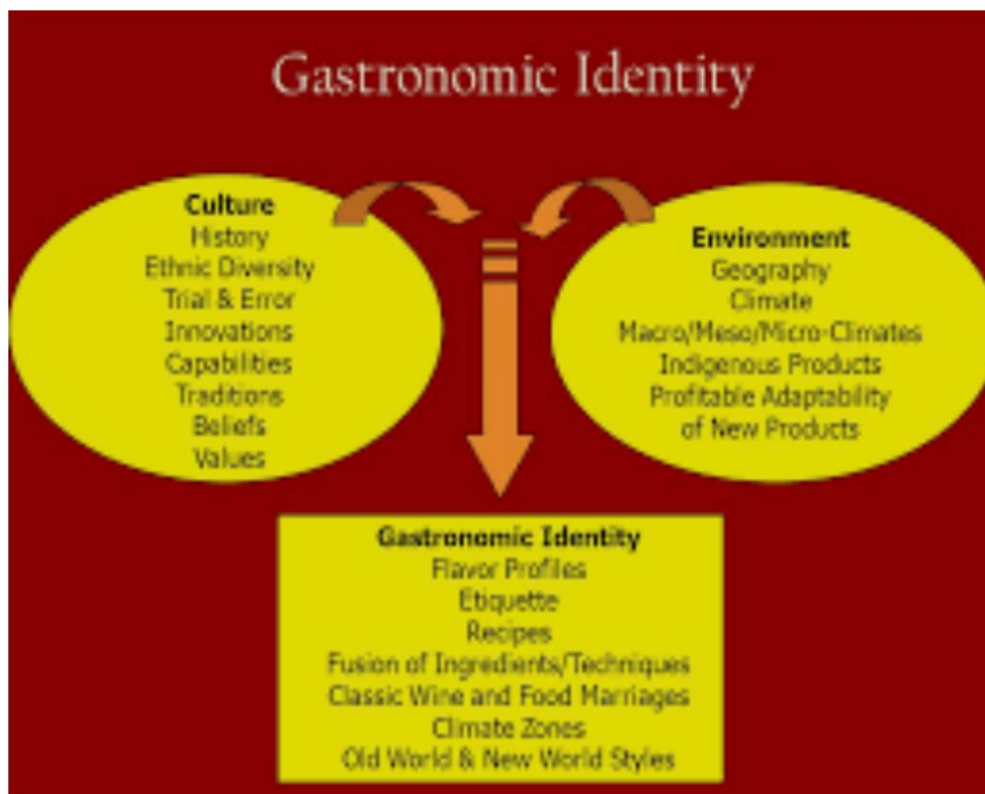 Gastronomic Identity
Culture
History
Ethnic Diversity
Trial & Error
Innovations
Capabilities
Traditions
Beliefs
Values
Environment
Geography
Climate
Macro/Meso/Micro-Climates
Indigenous Products
Profitable Adaptability
of New Products
Gastronomic Identity
Flavor Profiles
Etiquette
Recipes
Fusion of Ingredients/Techniques
Classic Wine and Food Marriages
Climate Zones
Old World & New World Styles